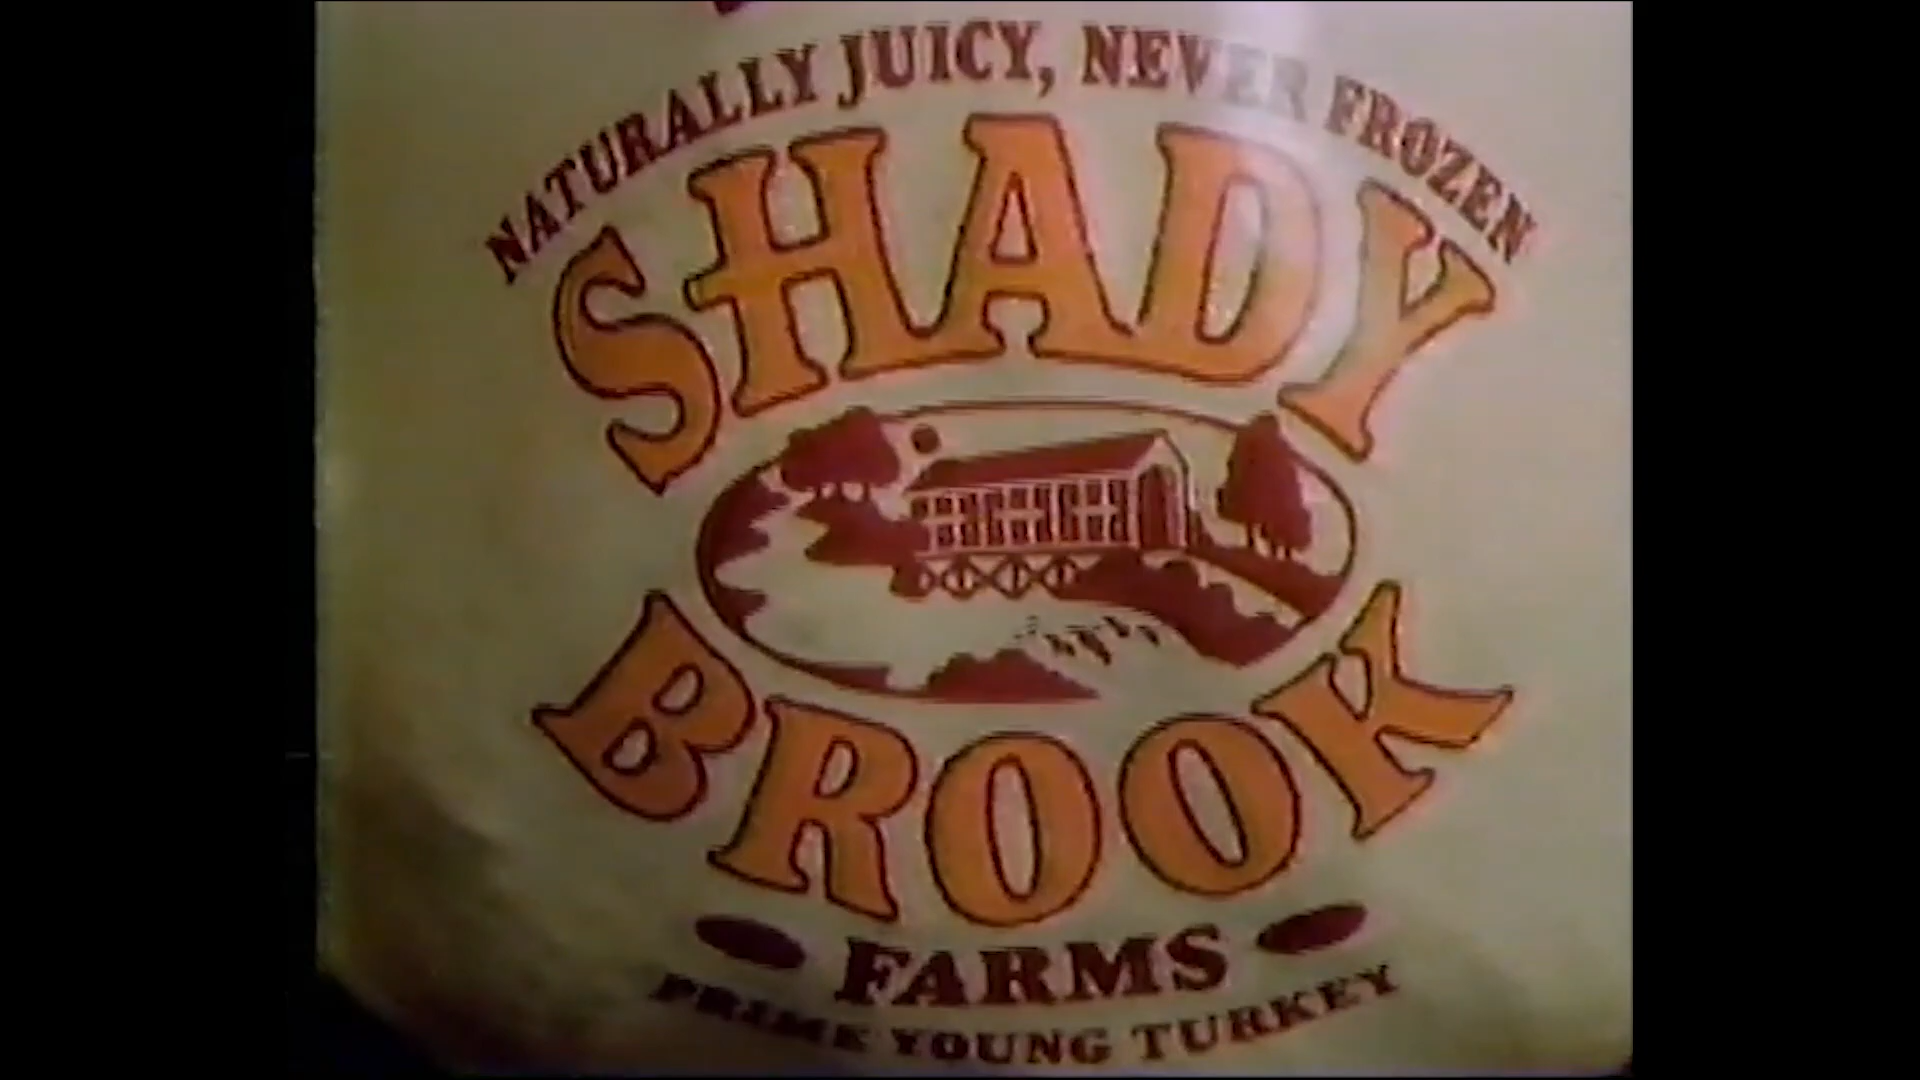 NATURALLY JUICY, NEVER FROZEN
SHADY
BROOK
FARMS
PRIME YOUNG TURKEY